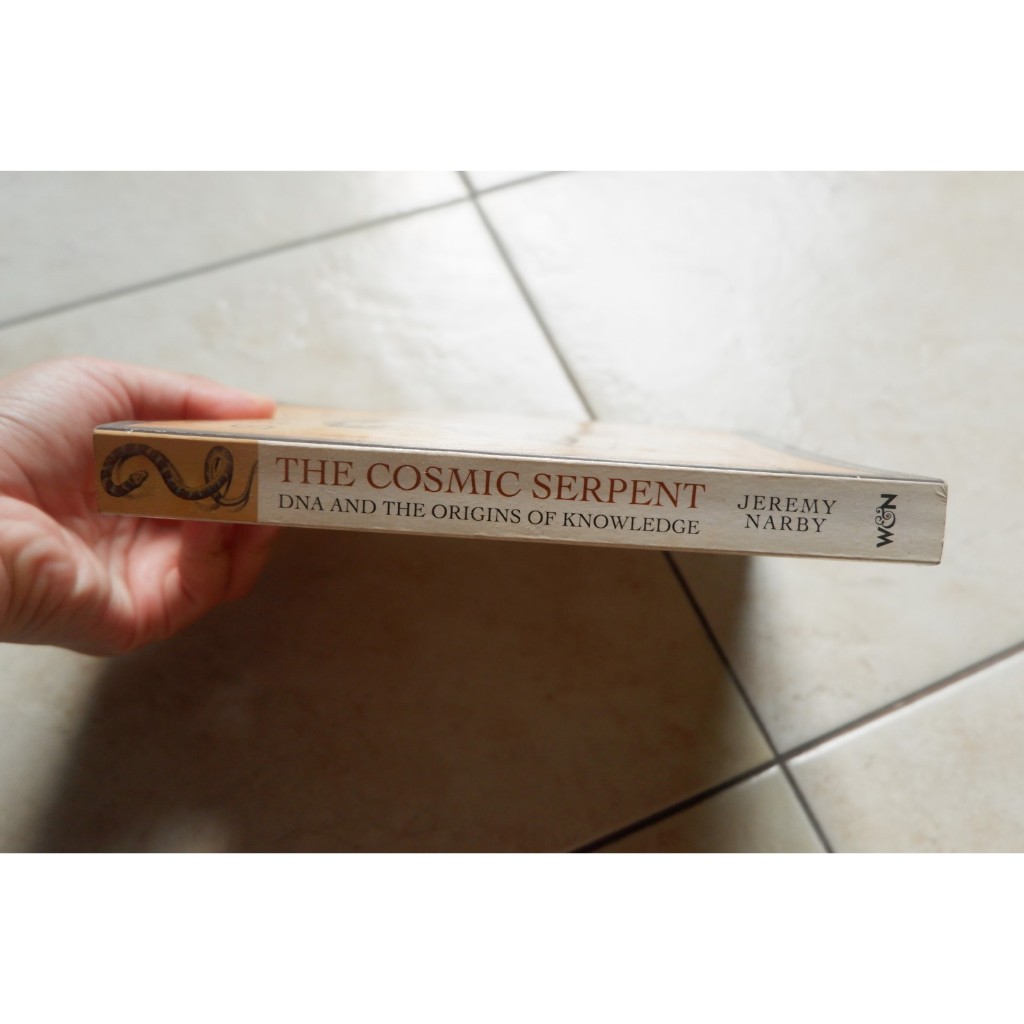 THE COSMIC SERPENT
DNA AND THE ORIGINS OF KNOWLEDGE
JEREMY
NARBY
W&N